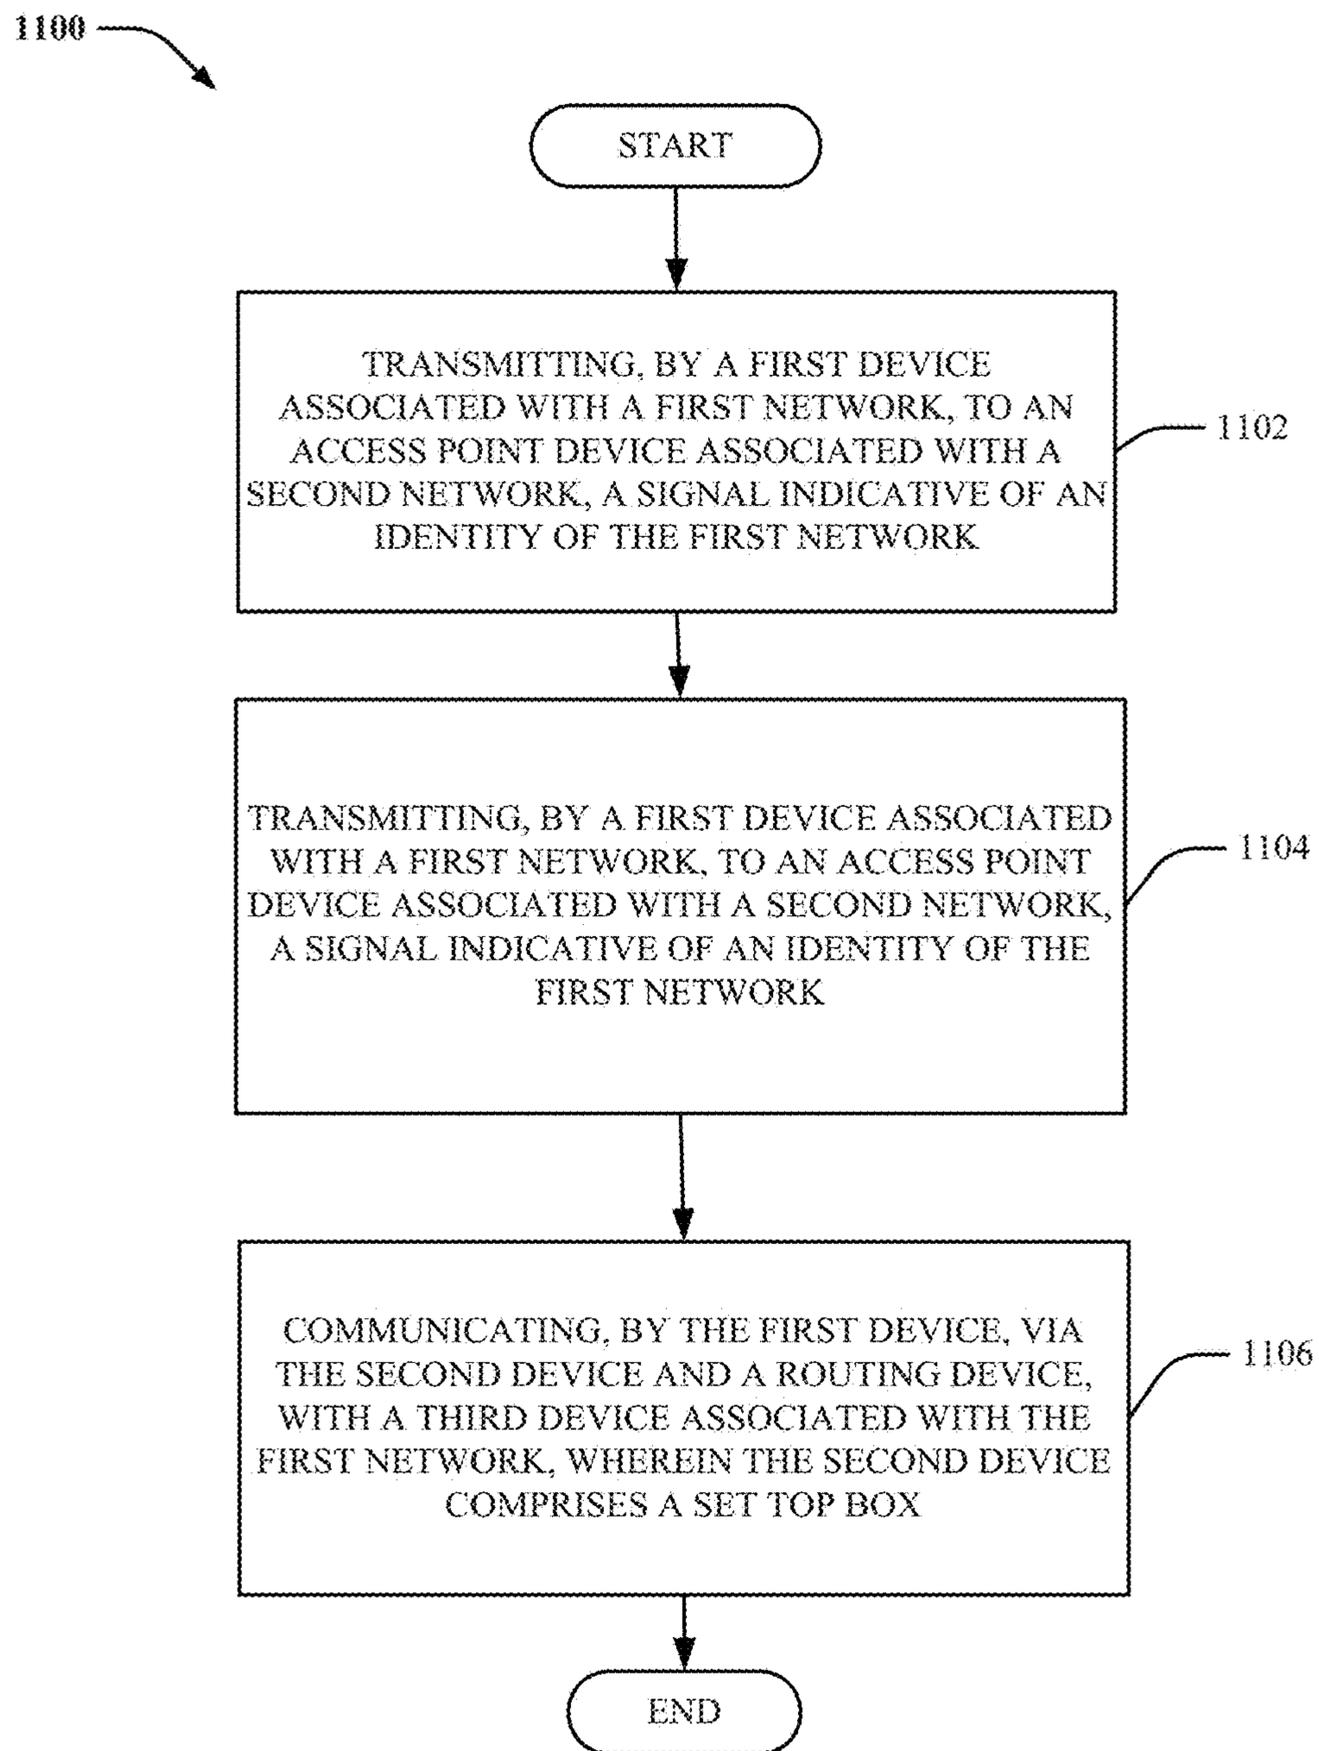 1100
START
TRANSMITTING, BY A FIRST DEVICE
ASSOCIATED WITH A FIRST NETWORK, TO AN
ACCESS POINT DEVICE ASSOCIATED WITH A
SECOND NETWORK, A SIGNAL INDICATIVE OF AN
IDENTITY OF THE FIRST NETWORK
1102
TRANSMITTING, BY A FIRST DEVICE ASSOCIATED
WITH A FIRST NETWORK, TO AN ACCESS POINT
DEVICE ASSOCIATED WITH A SECOND NETWORK,
A SIGNAL INDICATIVE OF AN IDENTITY OF THE
FIRST NETWORK
1104
COMMUNICATING, BY THE FIRST DEVICE, VIA
THE SECOND DEVICE AND A ROUTING DEVICE,
WITH A THIRD DEVICE ASSOCIATED WITH THE
FIRST NETWORK, WHEREIN THE SECOND DEVICE
COMPRISES A SET TOP BOX
1106
END